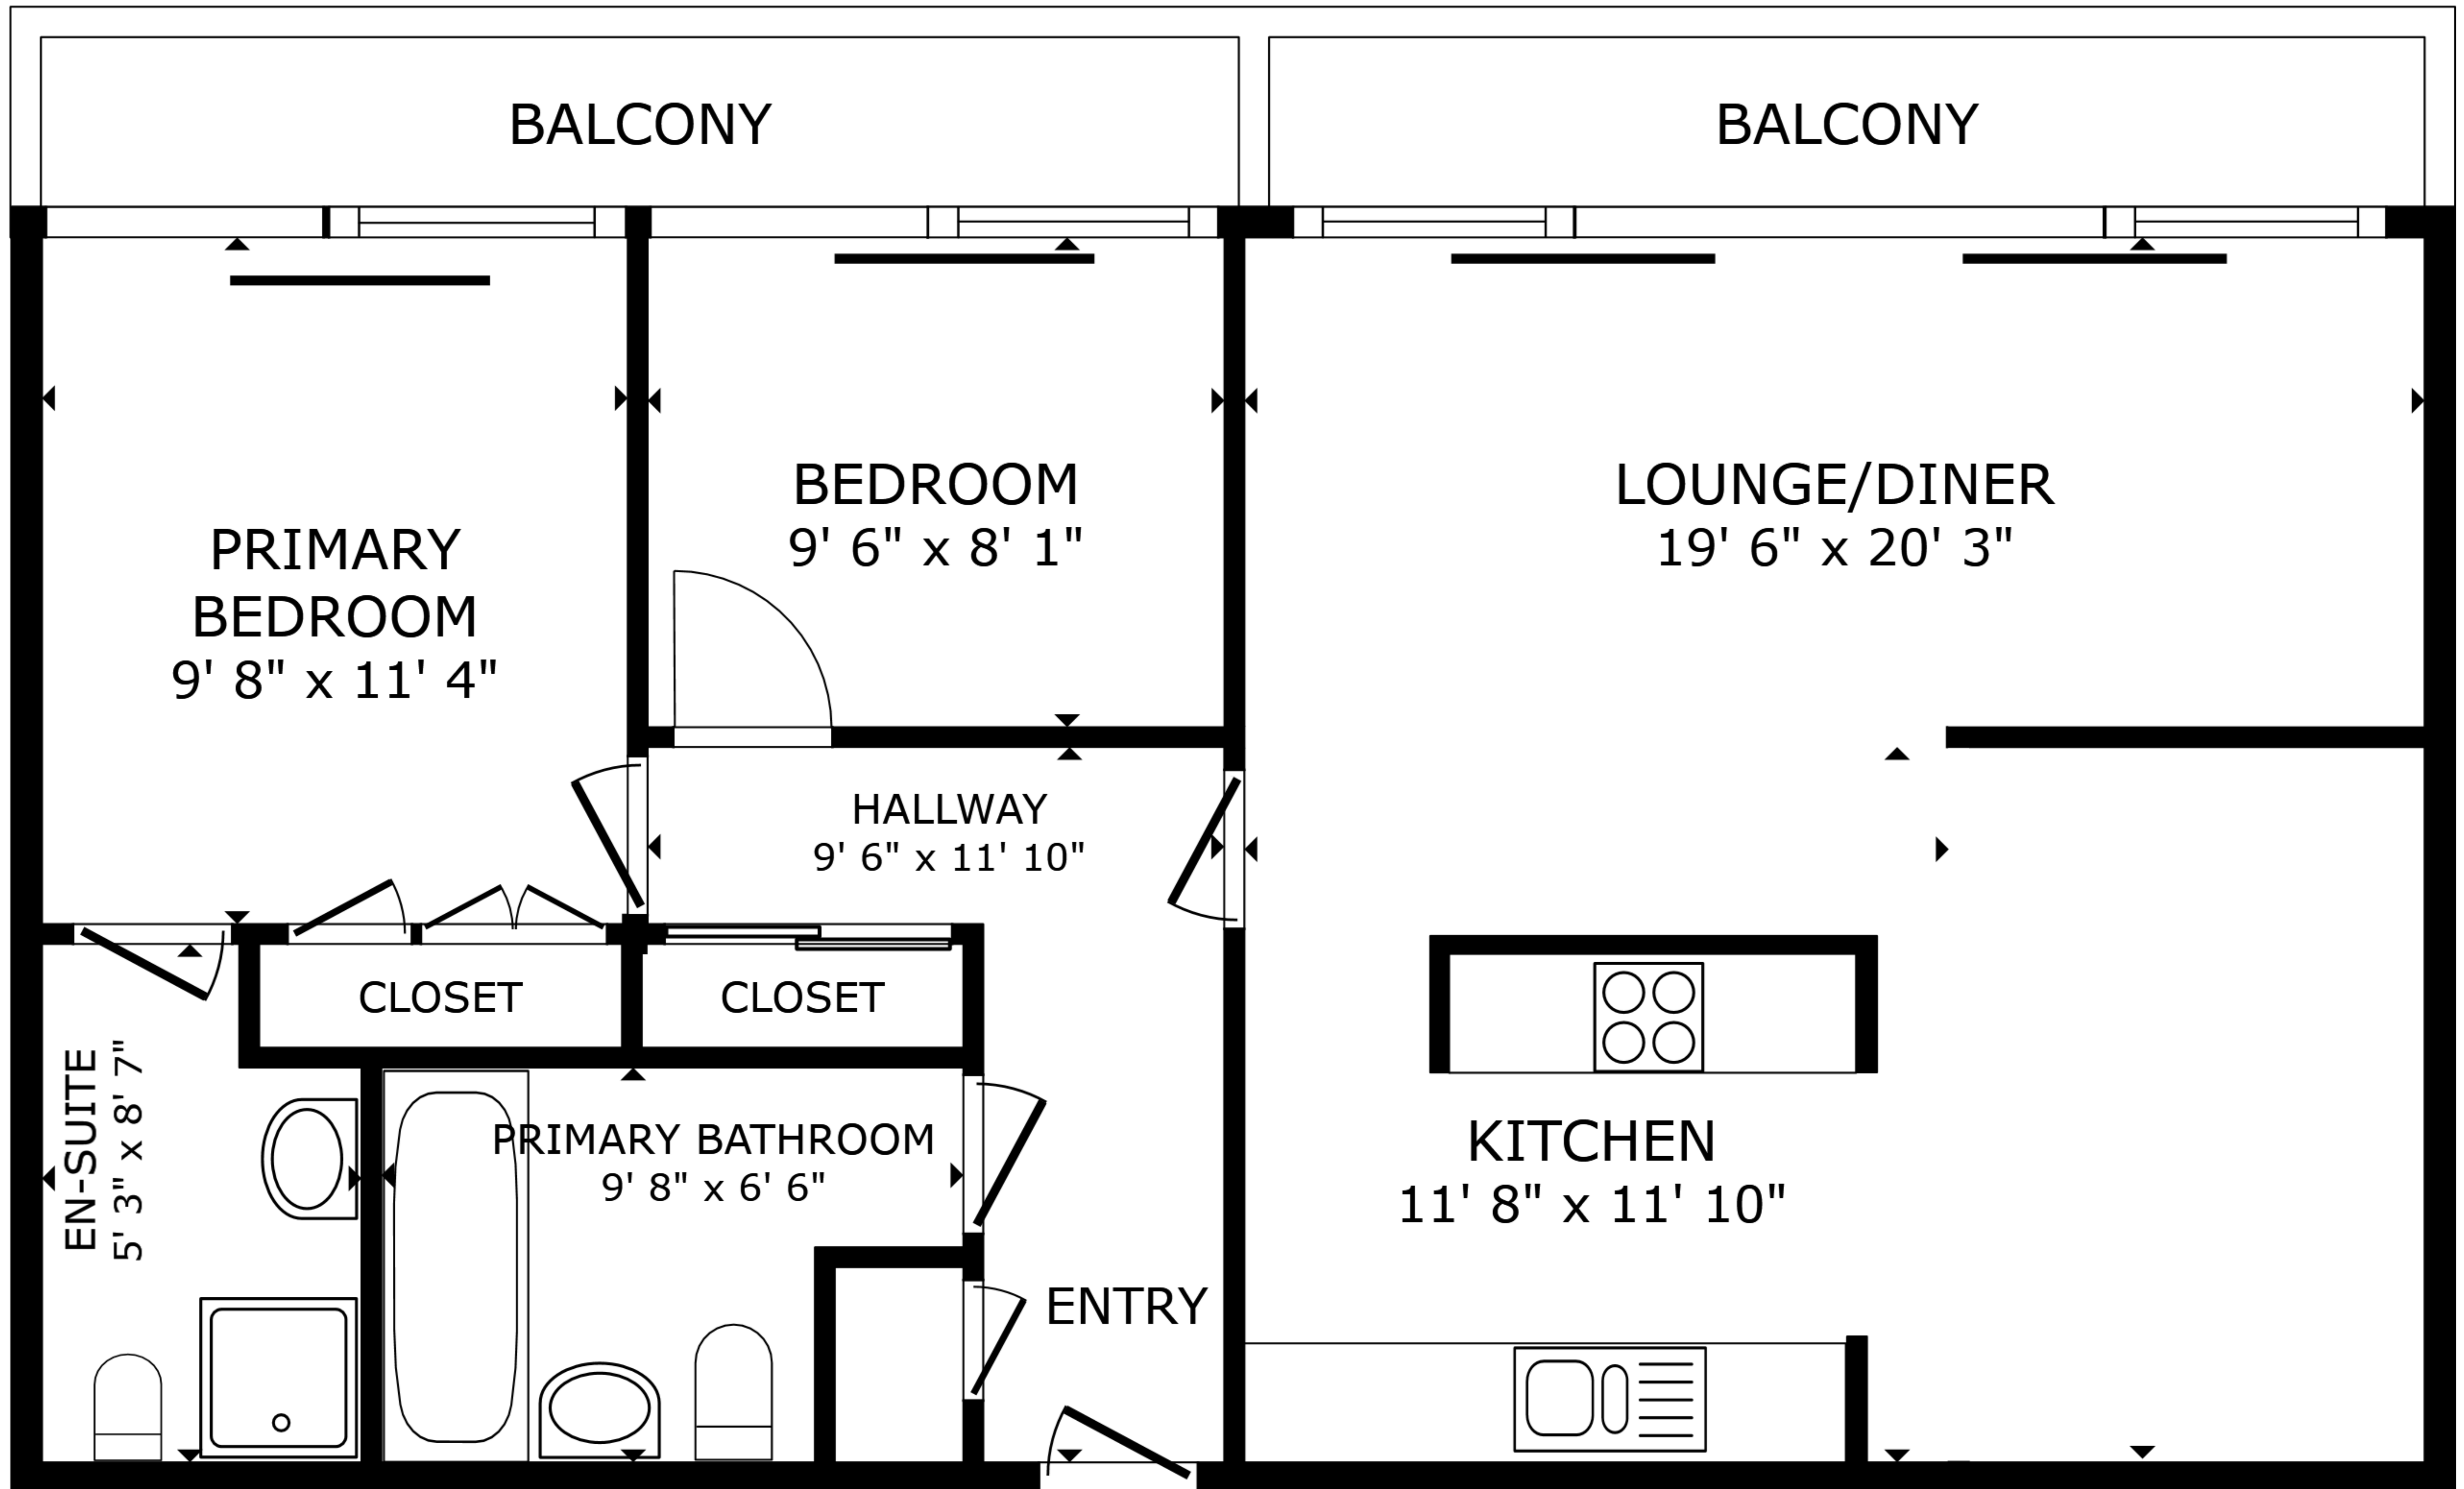 BALCONY
BALCONY
PRIMARY
BEDROOM
9' 8" x 11' 4"
BEDROOM
9' 6" x 8' 1"
LOUNGE/DINER
19' 6" x 20' 3"
HALLWAY
9' 6" x 11' 10"
CLOSET
CLOSET
EN-SUITE
5' 3" x 8' 7"
PRIMARY BATHROOM
9' 8" x 6' 6"
ENTRY
KITCHEN
11' 8" x 11' 10"